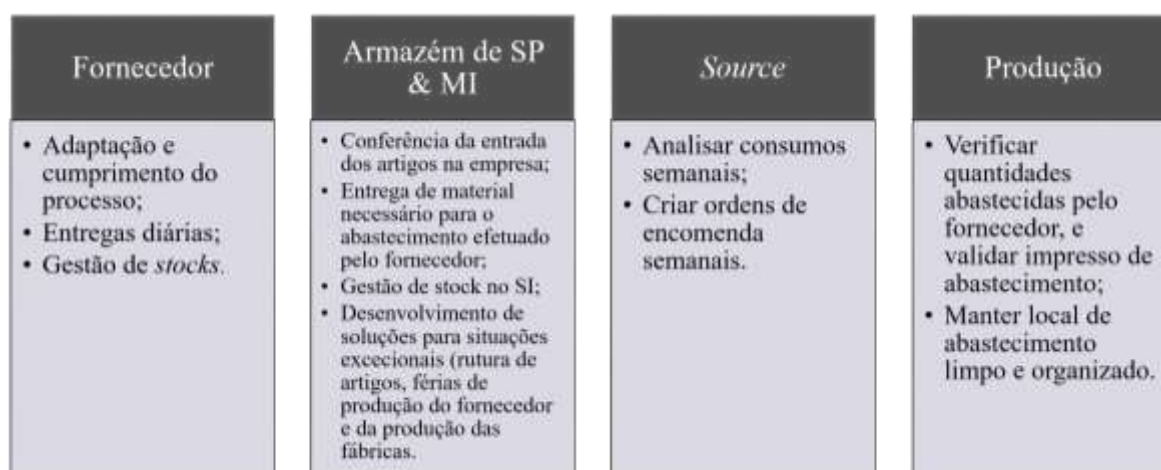 Fornecedor
• Adaptação e
cumprimento do
processo;
• Entregas diárias;
• Gestão de stocks.
Armazém de SP
& MI
• Conferência da entrada
dos artigos na empresa;
• Entrega de material
necessário para o
abastecimento efetuado
pelo fornecedor;
• Gestão de stock no SI;
• Desenvolvimento de
soluções para situações
excecionais (rutura de
artigos, férias de
produção do fornecedor
e da produção das
fábricas.
Source
• Analisar consumos
semanais;
• Criar ordens de
encomenda
semanais.
Produção
• Verificar
quantidades
abastecidas pelo
fornecedor, e
validar impresso de
abastecimento;
• Manter local de
abastecimento
limpo e organizado.